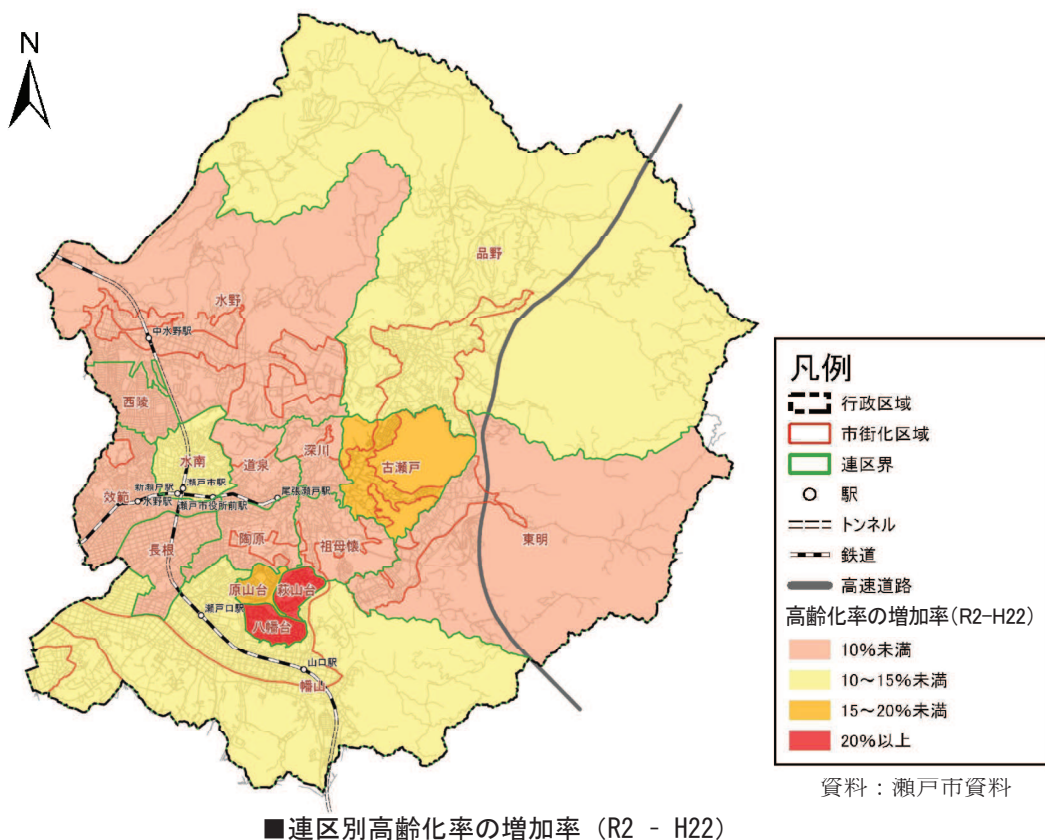 N
品野
水野
中水野駅
西陵
水南
道泉
深川
古瀬戸
瀬戸市駅
新瀬戸駅
尾張瀬戸駅
効範
水野駅
瀬戸市役所前駅
東明
長根
陶原
祖母懐
原山台
萩山台
瀬戸口駅
八幡台
山口駅
幡山
凡例
行政区域
市街化区域
連区界
駅
トンネル
鉄道
高速道路
高齢化率の増加率(R2-H22)
10%未満
10～15%未満
15～20%未満
20%以上
資料：瀬戸市資料
■連区別高齢化率の増加率（R2 - H22）